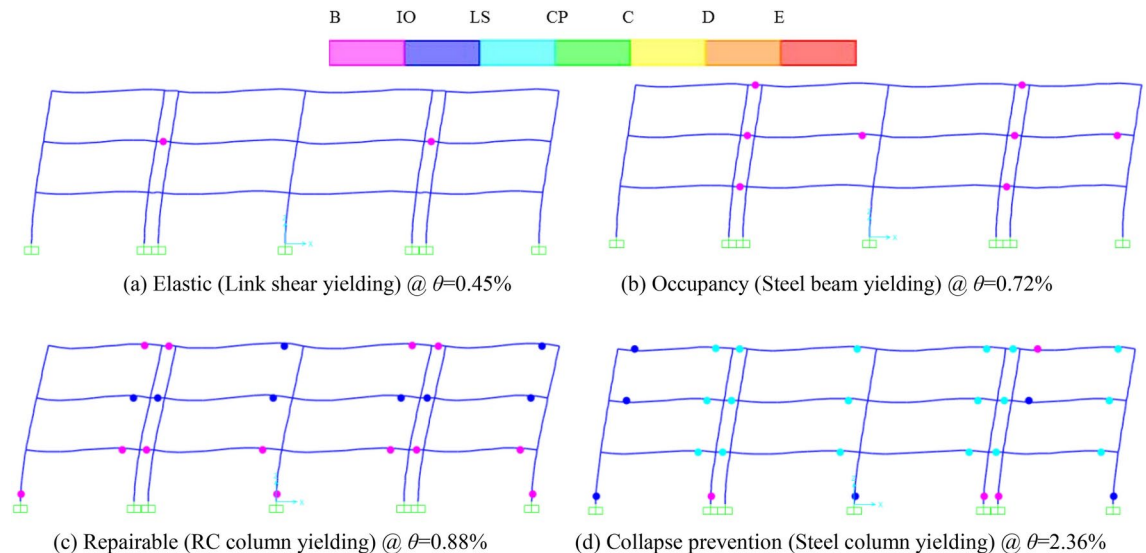 B IO LS CP C D E
(a) Elastic (Link shear yielding) @ θ=0.45%
(b) Occupancy (Steel beam yielding) @ θ=0.72%
(c) Repairable (RC column yielding) @ θ=0.88%
(d) Collapse prevention (Steel column yielding) @ θ=2.36%